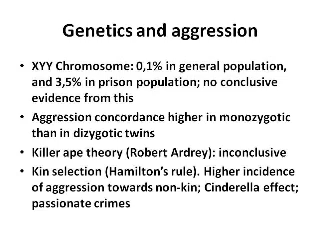 Genetics and aggression
• XYY Chromosome: 0,1% in general population,
and 3,5% in prison population; no conclusive
evidence from this
• Aggression concordance higher in monozygotic
than in dizygotic twins
• Killer ape theory (Robert Ardrey): inconclusive
• Kin selection (Hamilton’s rule). Higher incidence
of aggression towards non-kin; Cinderella effect;
passionate crimes